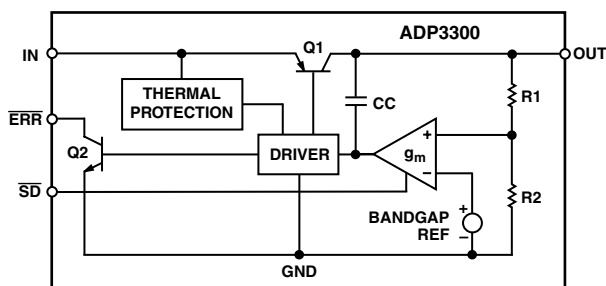 ADP3300
Q1
IN
OUT
THERMAL
PROTECTION
CC
R1
ERR
Q2
DRIVER
gm
+
−
SD
R2
BANDGAP
REF
+
−
GND